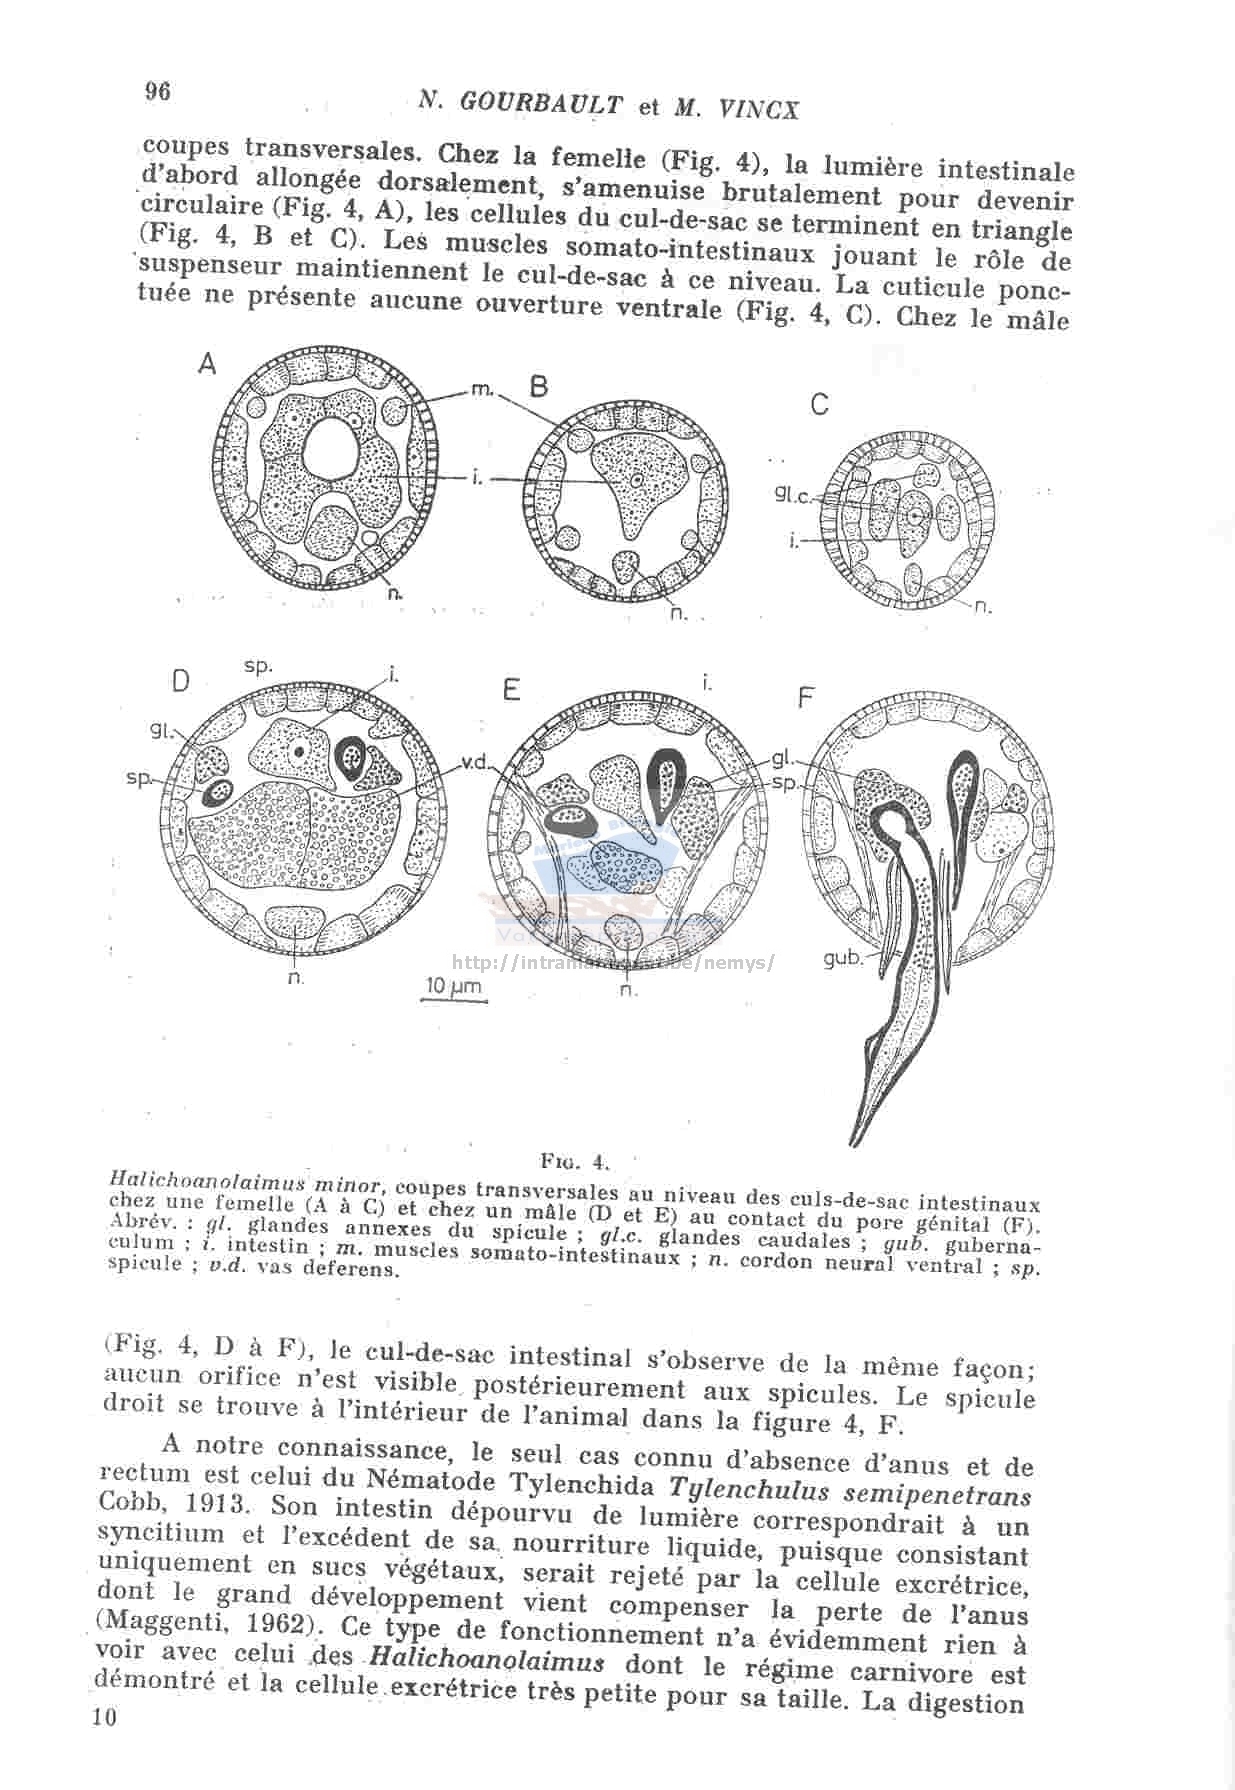 96
N. GOURBAULT et M. VINCX
coupes transversales. Chez la femelle (Fig. 4), la lumière intestinale
d'abord allongée dorsalement, s'amenuise brutalement pour devenir
circulaire (Fig. 4, A), les cellules du cul-de-sac se terminent en triangle
(Fig. 4, B et C). Les muscles somato-intestinaux jouant le rôle de
suspenseur maintiennent le cul-de-sac à ce niveau. La cuticule ponc-
tuée ne présente aucune ouverture ventrale (Fig. 4, C). Chez le mâle
A
m.
B
C
i.
gl.c.
i.
n.
n.
n.
D
sp.
i.
E
i.
F
gl.
v.d.
gl.
sp.
sp.
gub.
http://intramar
be/nemys/
n.
10 µm
n.
FIG. 4.
Halichoanolaimus minor, coupes transversales au niveau des culs-de-sac intestinaux
chez une femelle (A à C) et chez un mâle (D et E) au contact du pore génital (F).
Abrév. : gl. glandes annexes du spicule ; gl.c. glandes caudales ; gub. guberna-
culum ; i. intestin ; m. muscles somato-intestinaux ; n. cordon neural ventral ; sp.
spicule ; v.d. vas deferens.
(Fig. 4, D à F), le cul-de-sac intestinal s'observe de la même façon;
aucun orifice n'est visible postérieurement aux spicules. Le spicule
droit se trouve à l'intérieur de l'animal dans la figure 4, F.
A notre connaissance, le seul cas connu d'absence d'anus et de
rectum est celui du Nématode Tylenchida Tylenchulus semipenetrans
Cobb, 1913. Son intestin dépourvu de lumière correspondrait à un
syncitium et l'excédent de sa nourriture liquide, puisque consistant
uniquement en sucs végétaux, serait rejeté par la cellule excrétrice,
dont le grand développement vient compenser la perte de l'anus
(Maggenti, 1962). Ce type de fonctionnement n'a évidemment rien à
voir avec celui des Halichoanolaimus dont le régime carnivore est
démontré et la cellule excrétrice très petite pour sa taille. La digestion
10